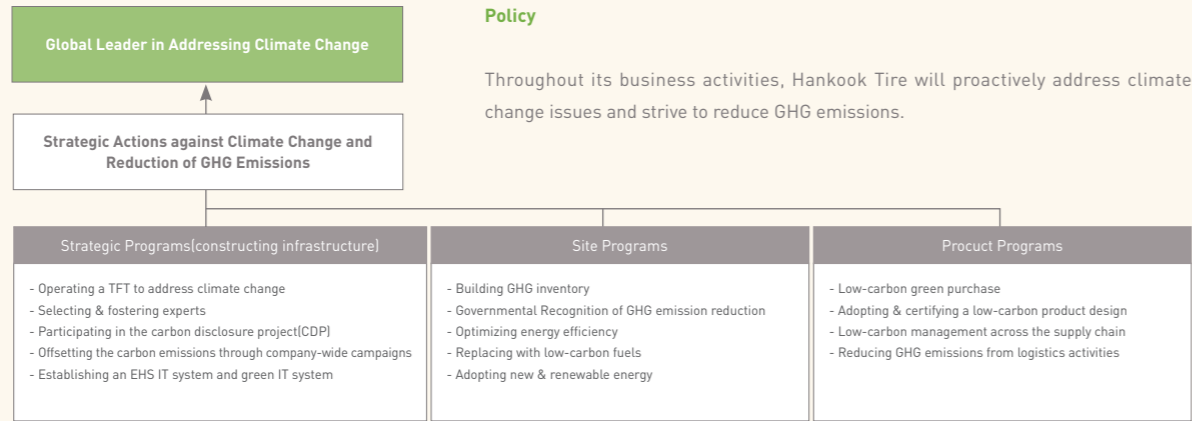 Global Leader in Addressing Climate Change
Policy
Throughout its business activities, Hankook Tire will proactively address climate
change issues and strive to reduce GHG emissions.
Strategic Actions against Climate Change and
Reduction of GHG Emissions
Strategic Programs(constructing infrastructure)
- Operating a TFT to address climate change
- Selecting & fostering experts
- Participating in the carbon disclosure project(CDP)
- Offsetting the carbon emissions through company-wide campaigns
- Establishing an EHS IT system and green IT system
Site Programs
- Building GHG inventory
- Governmental Recognition of GHG emission reduction
- Optimizing energy efficiency
- Replacing with low-carbon fuels
- Adopting new & renewable energy
Procuct Programs
- Low-carbon green purchase
- Adopting & certifying a low-carbon product design
- Low-carbon management across the supply chain
- Reducing GHG emissions from logistics activities